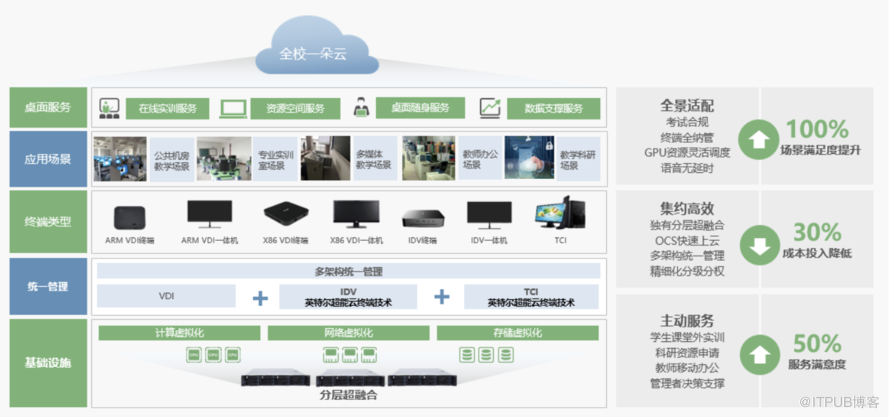 全校一朵云
桌面服务
在线实训服务
资源空间服务
桌面随身服务
数据支撑服务
应用场景
公共机房
教学场景
专业实训
室场景
多媒体
教学场景
教师办公
场景
教学科研
场景
终端类型
ARM VDI终端
ARM VDI一体机
X86 VDI终端
X86 VDI一体机
IDV终端
IDV一体机
TCI
统一管理
多架构统一管理
VDI
+
IDV
英特尔超能云终端技术
+
TCI
英特尔超能云终端技术
基础设施
计算虚拟化
网络虚拟化
存储虚拟化
分层超融合
全景适配
考试合规
终端全纳管
GPU资源灵活调度
语音无延时
100%
场景满足度提升
集约高效
独有分层超融合
OCS快速上云
多架构统一管理
精细化分级分权
30%
成本投入降低
主动服务
学生课堂外实训
科研资源申请
教师移动办公
管理者决策支撑
50%
服务满意度
@ITPUB博客